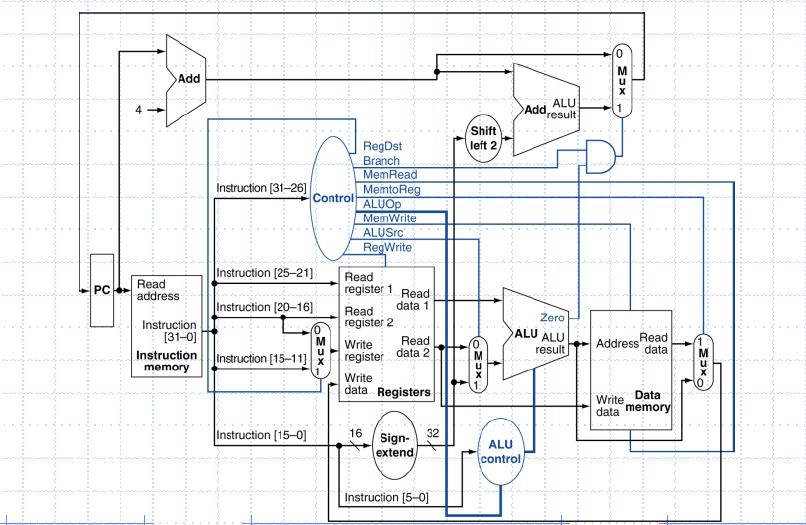 Add
4
0
M
u
x
1
Add
ALU
result
Shift
left 2
RegDst
Branch
MemRead
MemtoReg
ALUOp
MemWrite
ALUSrc
RegWrite
Control
Instruction [31–26]
Instruction [25–21]
Instruction [20–16]
Instruction [15–11]
Instruction [15–0]
Instruction [5–0]
PC
Read
address
Instruction
[31–0]
Instruction
memory
0
M
u
x
1
Read
register 1
Read
register 2
Write
register
Write
data
Read
data 1
Read
data 2
Registers
0
M
u
x
1
Zero
ALU
ALU
result
Address
Read
data
Write
data
Data
memory
1
M
u
x
0
16
Sign-
extend
32
ALU
control